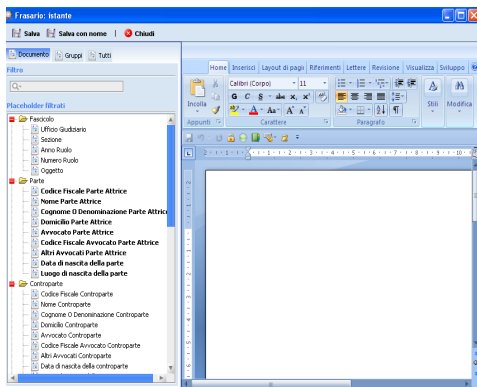 Frasario: istante
Salva Salva con nome | Chiudi
Documento Gruppi Tutti
Filtro
Placeholder filtrati
Fascicolo
Ufficio Giudiziario
Sezione
Anno Ruolo
Numero Ruolo
Oggetto
Parte
Codice Fiscale Parte Attrice
Nome Parte Attrice
Cognome O Denominazione Parte Attrice
Domicilio Parte Attrice
Avvocato Parte Attrice
Codice Fiscale Avvocato Parte Attrice
Altri Avvocati Parte Attrice
Data di nascita della parte
Luogo di nascita della parte
Controparte
Codice Fiscale Controparte
Nome Controparte
Cognome O Denominazione Controparte
Domicilio Controparte
Avvocato Controparte
Codice Fiscale Avvocato Controparte
Altri Avvocati Controparte
Data di nascita della controparte
Home Inserisci Layout di pagi Riferimenti Lettere Revisione Visualizza Sviluppo
Calibri (Corpo) 11
G C S abc x, x²
Aa A A
Incolla
Stili Modifica
Appunti Carattere Paragrafo